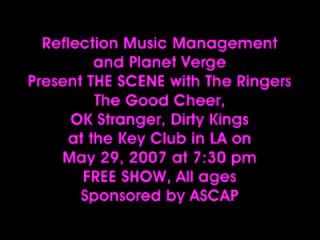 Reflection Music Management
and Planet Verge
Present THE SCENE with The Ringers
The Good Cheer,
OK Stranger, Dirty Kings
at the Key Club in LA on
May 29, 2007 at 7:30 pm
FREE SHOW, All ages
Sponsored by ASCAP